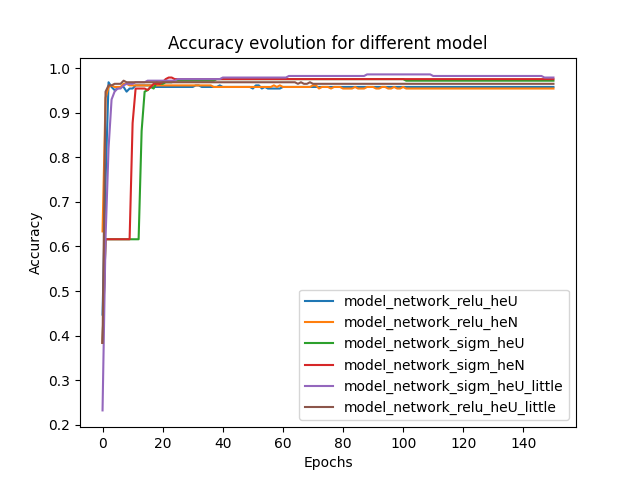 Accuracy evolution for different model
Accuracy
1.0
0.9
0.8
0.7
0.6
0.5
0.4
0.3
0.2
0 20 40 60 80 100 120 140
Epochs
model_network_relu_heU
model_network_relu_heN
model_network_sigm_heU
model_network_sigm_heN
model_network_sigm_heU_little
model_network_relu_heU_little